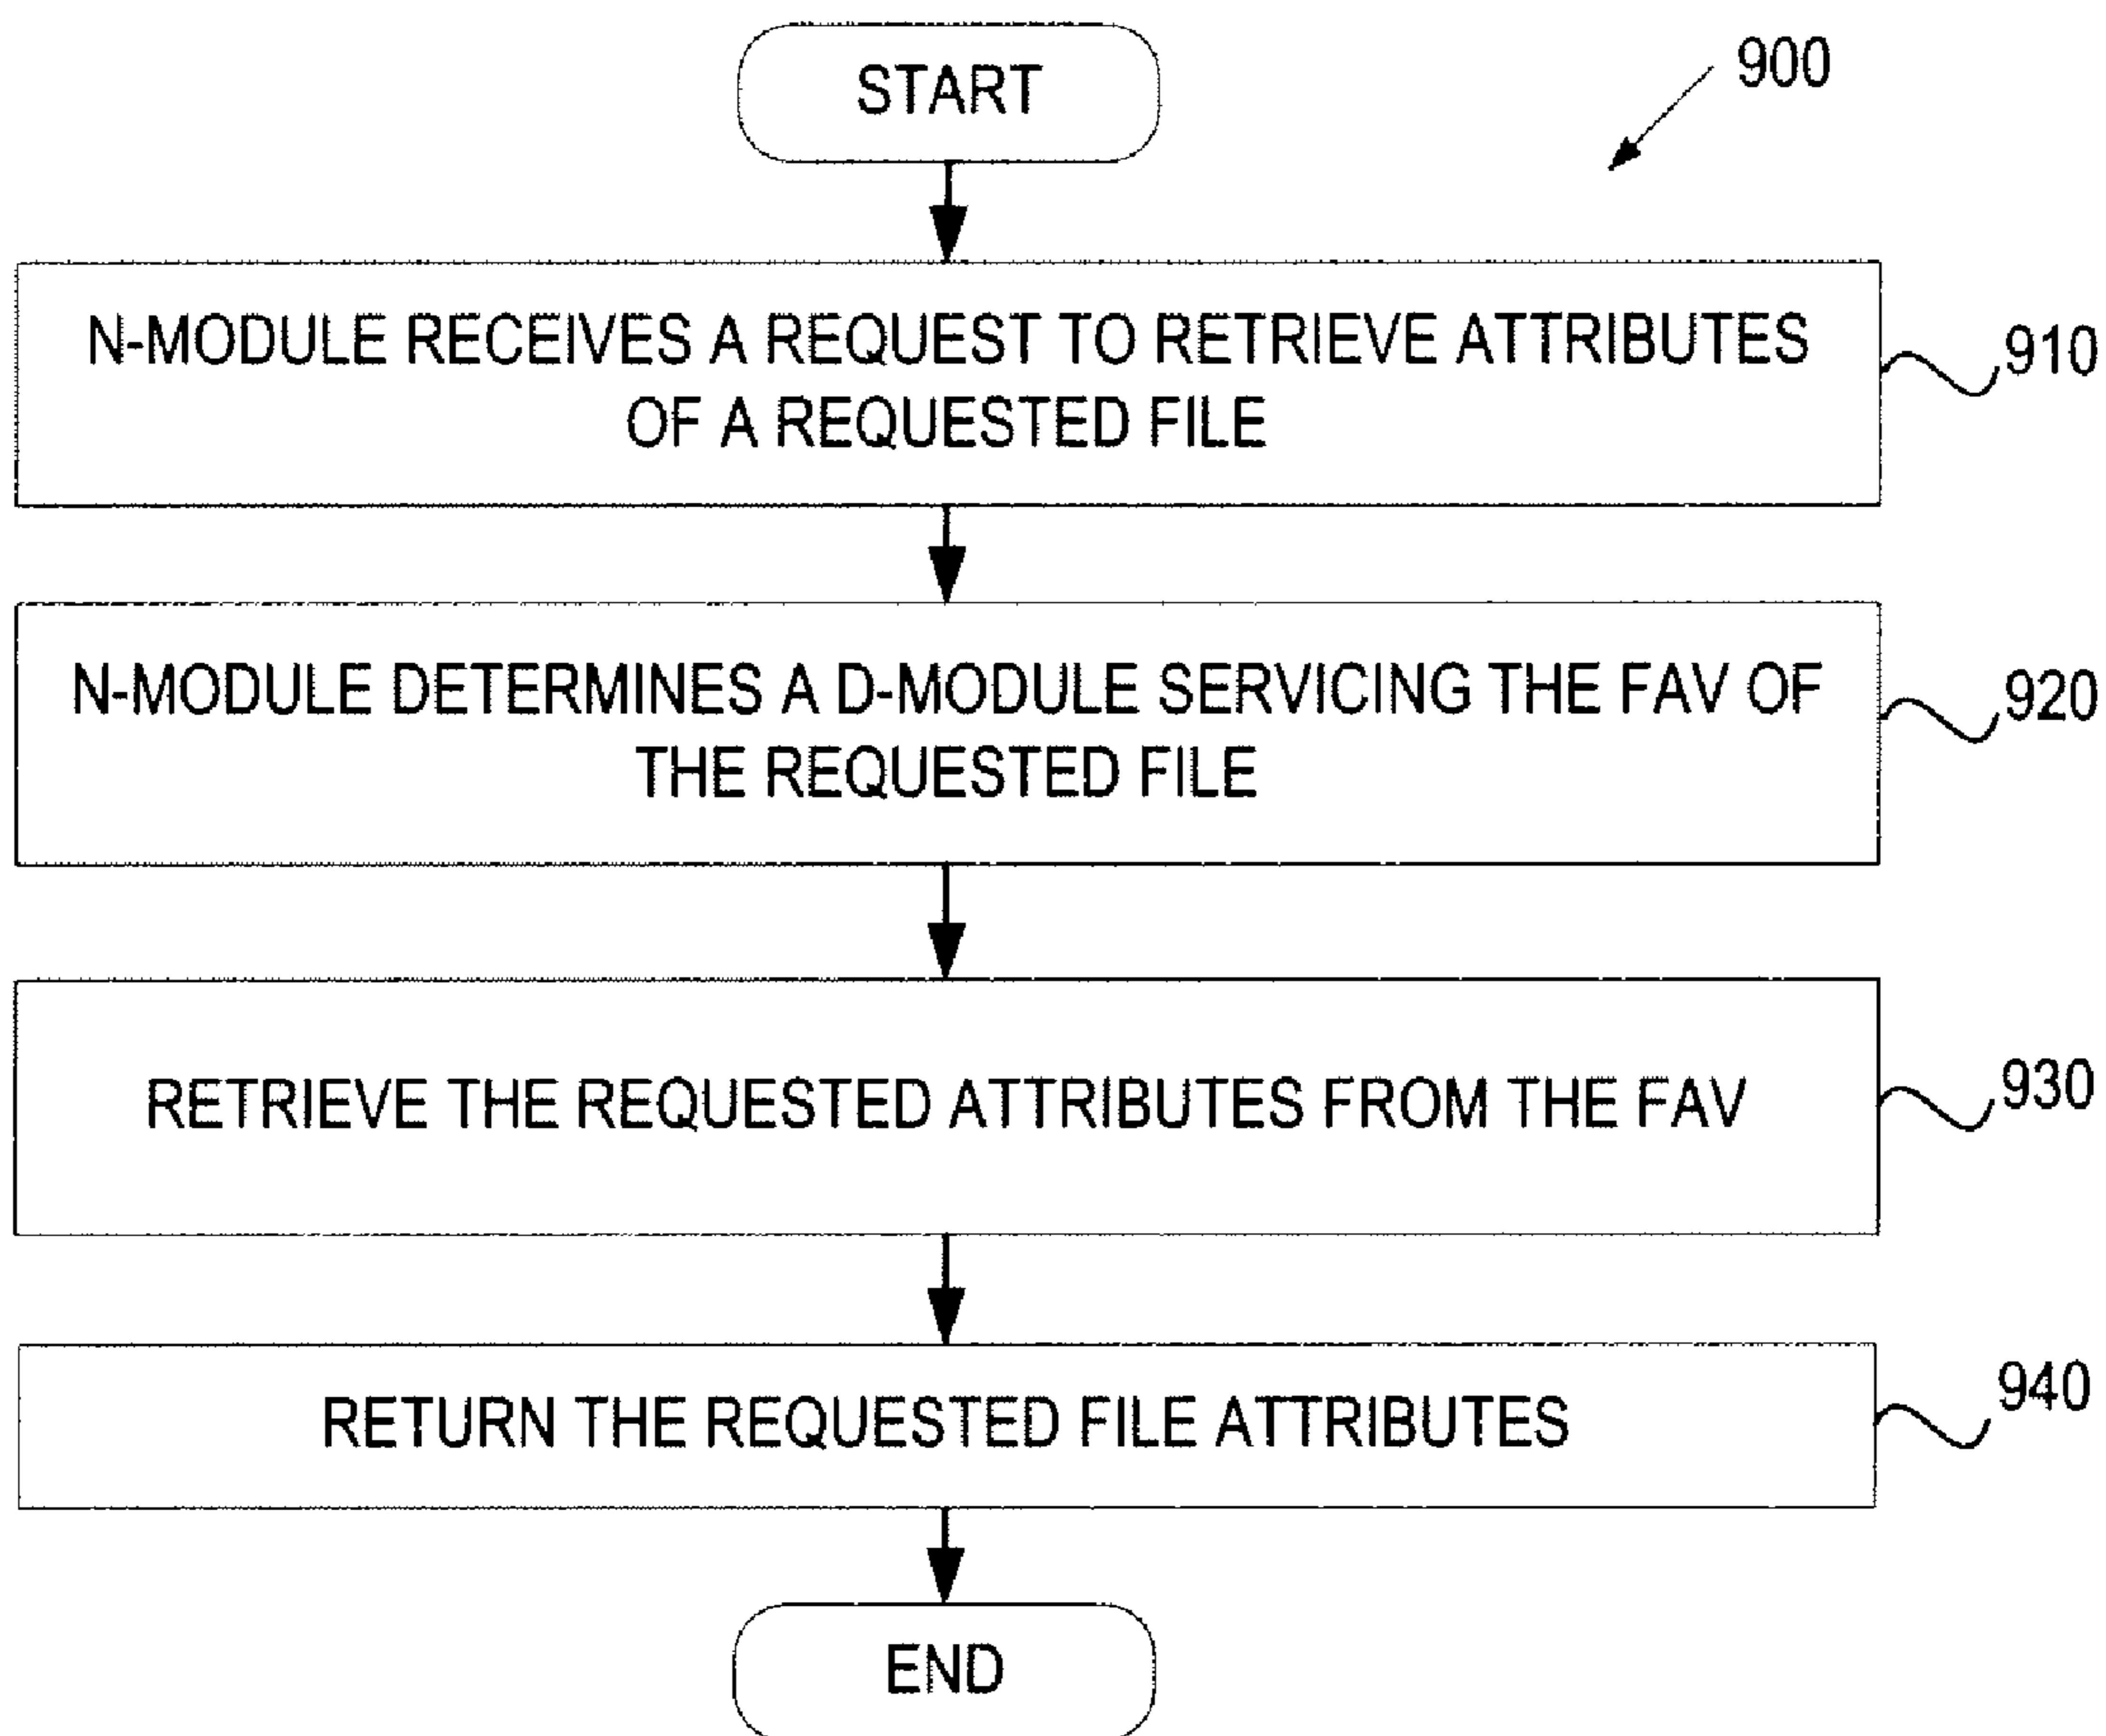 START
900
N-MODULE RECEIVES A REQUEST TO RETRIEVE ATTRIBUTES
OF A REQUESTED FILE
910
N-MODULE DETERMINES A D-MODULE SERVICING THE FAV OF
THE REQUESTED FILE
920
RETRIEVE THE REQUESTED ATTRIBUTES FROM THE FAV
930
RETURN THE REQUESTED FILE ATTRIBUTES
940
END